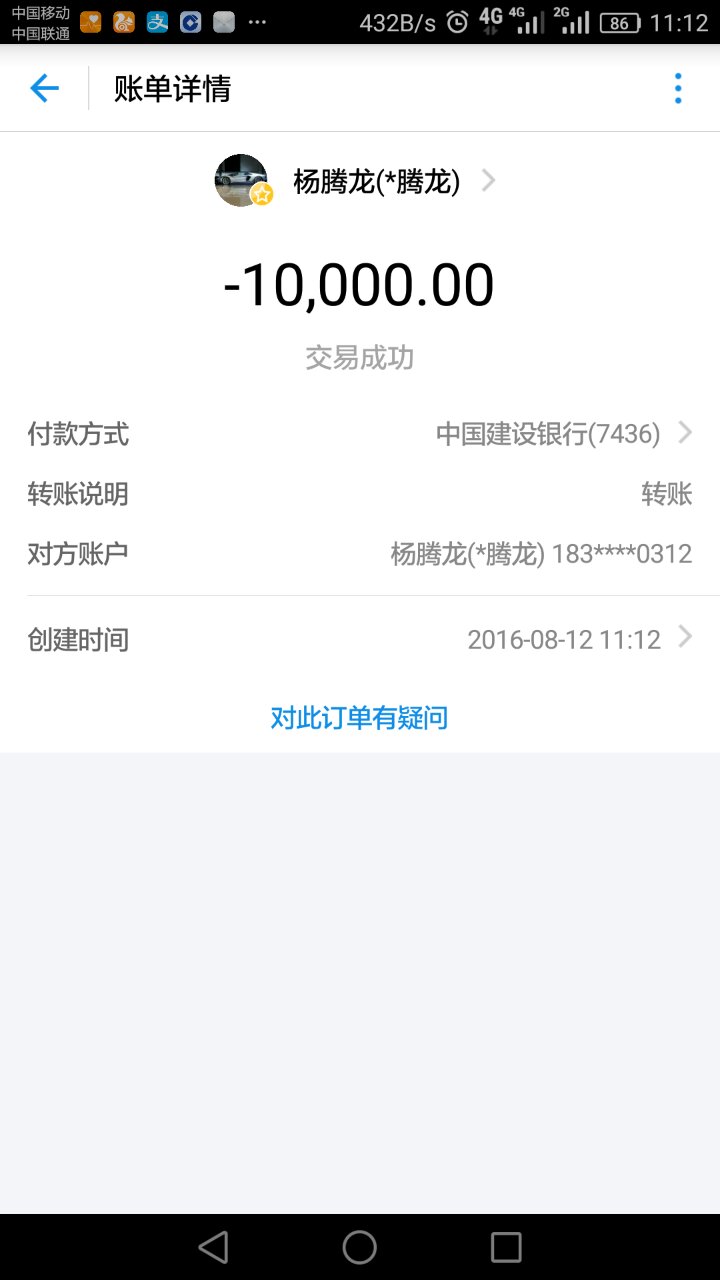 中国移动
中国联通
432B/s 4G 4G 2G 86 11:12
账单详情
杨腾龙(*腾龙)
-10,000.00
交易成功
付款方式 中国建设银行(7436)
转账说明 转账
对方账户 杨腾龙(*腾龙) 183****0312
创建时间 2016-08-12 11:12
对此订单有疑问